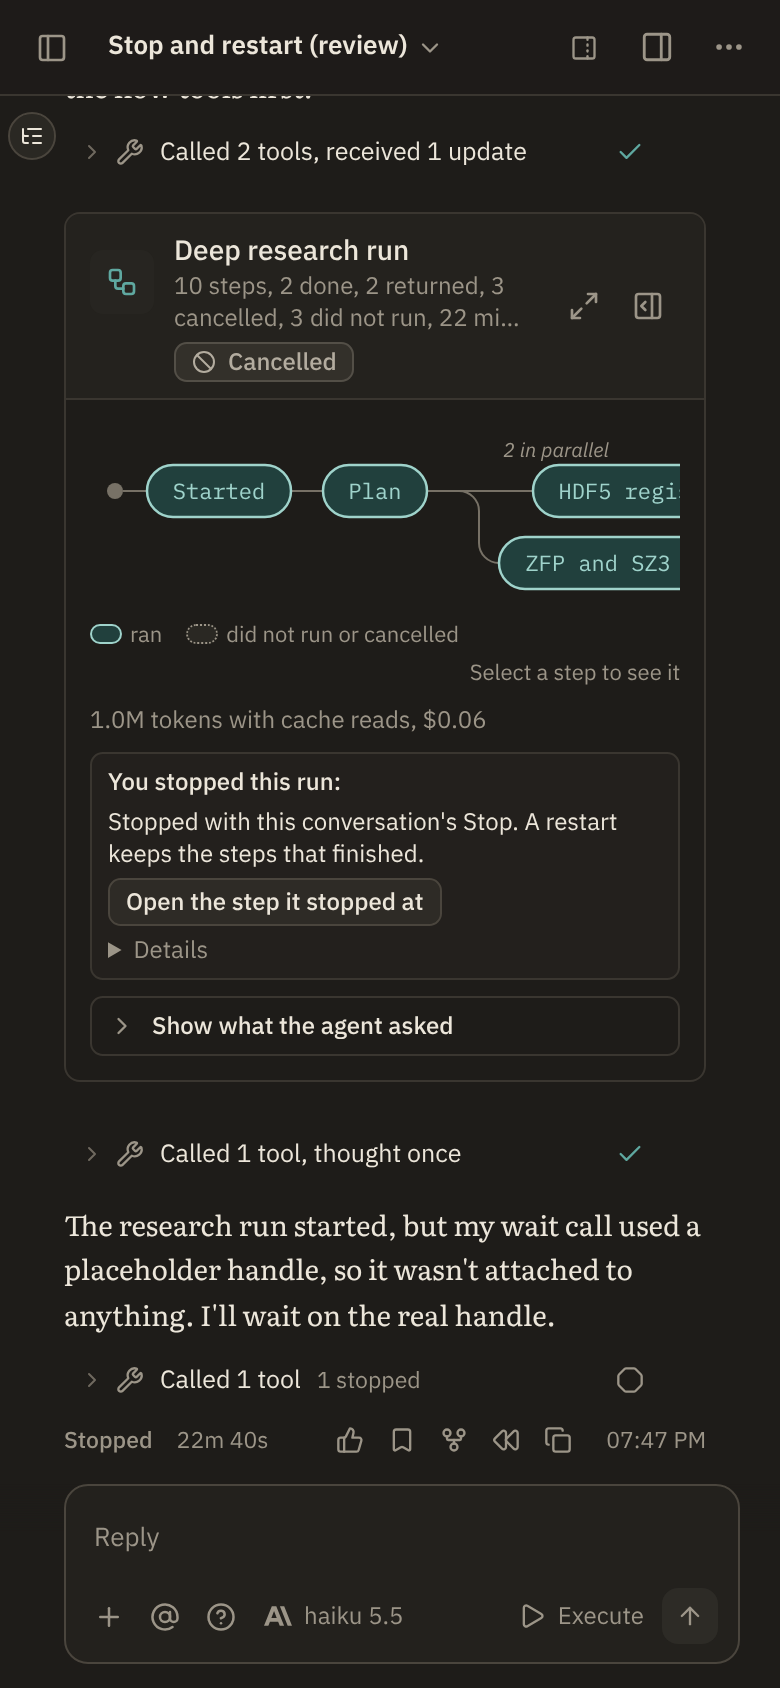 Stop and restart (review)
the new tools first.
Called 2 tools, received 1 update
Deep research run
10 steps, 2 done, 2 returned, 3
cancelled, 3 did not run, 22 mi...
Cancelled
2 in parallel
Started
Plan
HDF5 regi
ZFP and SZ3
ran
did not run or cancelled
Select a step to see it
1.0M tokens with cache reads, $0.06
You stopped this run:
Stopped with this conversation's Stop. A restart
keeps the steps that finished.
Open the step it stopped at
Details
Show what the agent asked
Called 1 tool, thought once
The research run started, but my wait call used a
placeholder handle, so it wasn't attached to
anything. I'll wait on the real handle.
Called 1 tool 1 stopped
Stopped 22m 40s 07:47 PM
Reply
haiku 5.5 Execute